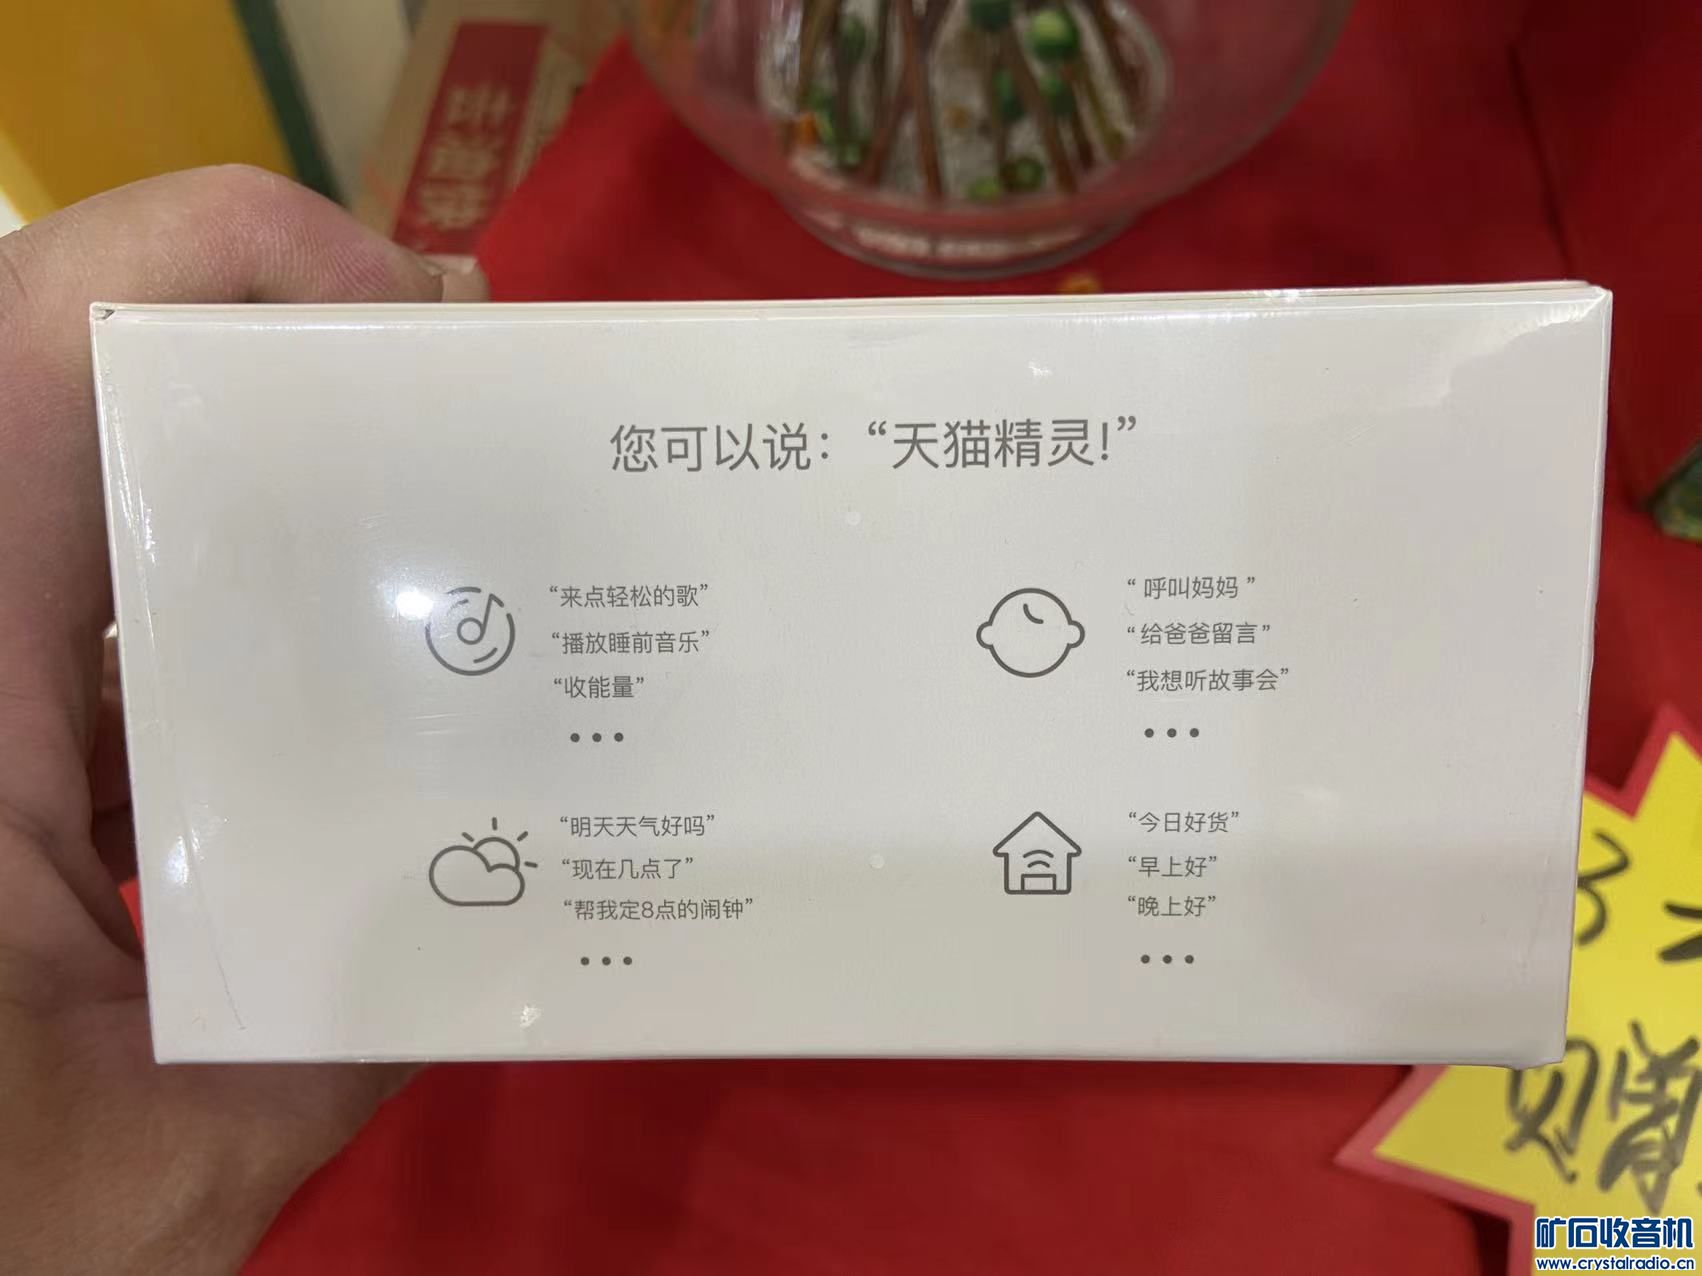 您可以说：“天猫精灵!”
“来点轻松的歌”
“播放睡前音乐”
“收能量”
•••
“呼叫妈妈”
“给爸爸留言”
“我想听故事会”
•••
“明天天气好吗”
“现在几点了”
“帮我定8点的闹钟”
•••
“今日好货”
“早上好”
“晚上好”
•••
赠
矿石收音机
www.crystalradio.cn